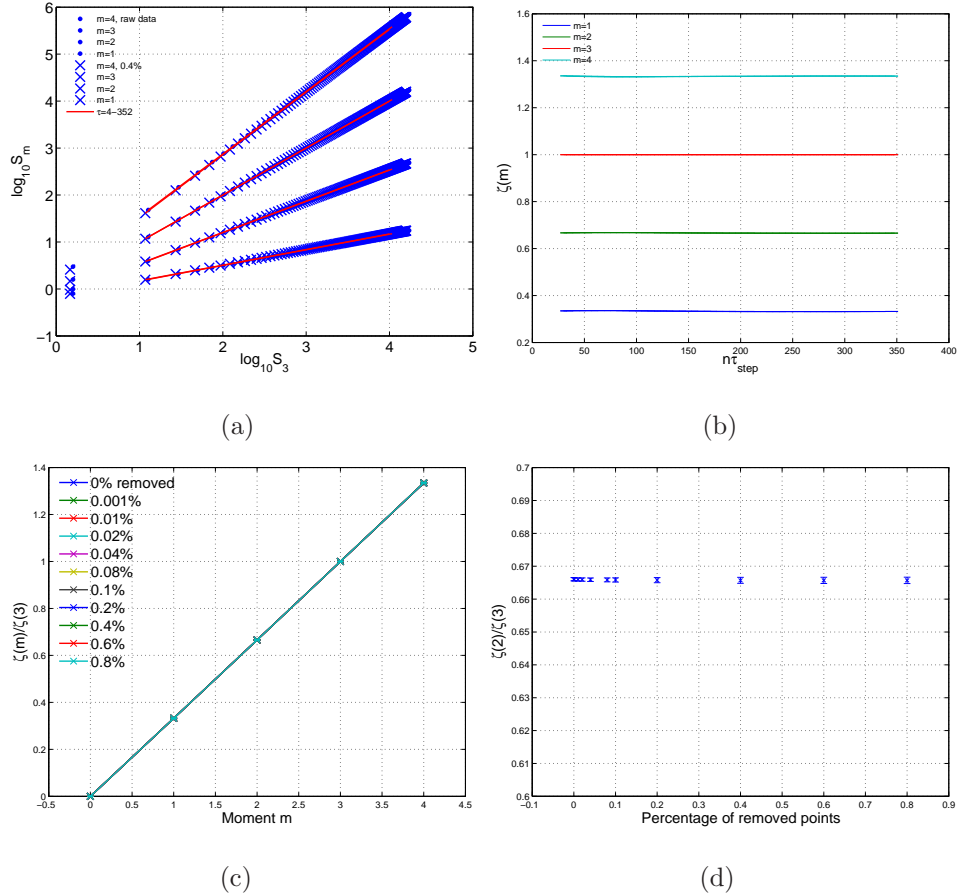 m=4, raw data
m=3
m=2
m=1
m=4, 0.4%
m=3
m=2
m=1
τ=4−352
6
5
4
3
2
1
0
−1
0 1 2 3 4 5
log₁₀S₃
log₁₀Sₘ
(a)
m=1
m=2
m=3
m=4
1.6
1.4
1.2
1
0.8
0.6
0.4
0.2
0 50 100 150 200 250 300 350 400
nτstep
ζ(m)
(b)
0% removed
0.001%
0.01%
0.02%
0.04%
0.08%
0.1%
0.2%
0.4%
0.6%
0.8%
1.4
1.2
1
0.8
0.6
0.4
0.2
0
−0.5 0 0.5 1 1.5 2 2.5 3 3.5 4 4.5
Moment m
ζ(m)/ζ(3)
(c)
0.7
0.69
0.68
0.67
0.66
0.65
0.64
0.63
0.62
0.61
0.6
−0.1 0 0.1 0.2 0.3 0.4 0.5 0.6 0.7 0.8 0.9
Percentage of removed points
ζ(2)/ζ(3)
(d)